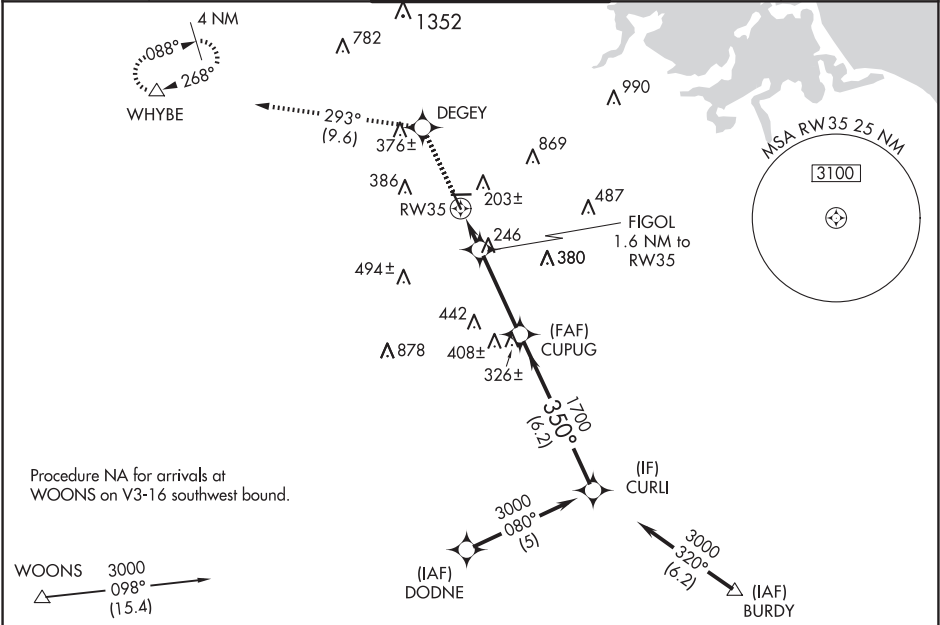 4 NM
088°
268°
WHYBE
1352
782
990
293°
(9.6)
376±
DEGEY
869
MSA RW35 25 NM
3100
386
RW35
203±
487
FIGOL
1.6 NM to
RW35
246
380
494±
442
(FAF)
CUPUG
878
408±
326±
1700
350°
(6.2)
Procedure NA for arrivals at
WOONS on V3-16 southwest bound.
(IF)
CURLI
3000
080°
(5)
3000
320°
(6.2)
WOONS
3000
098°
(15.4)
(IAF)
DODNE
(IAF)
BURDY